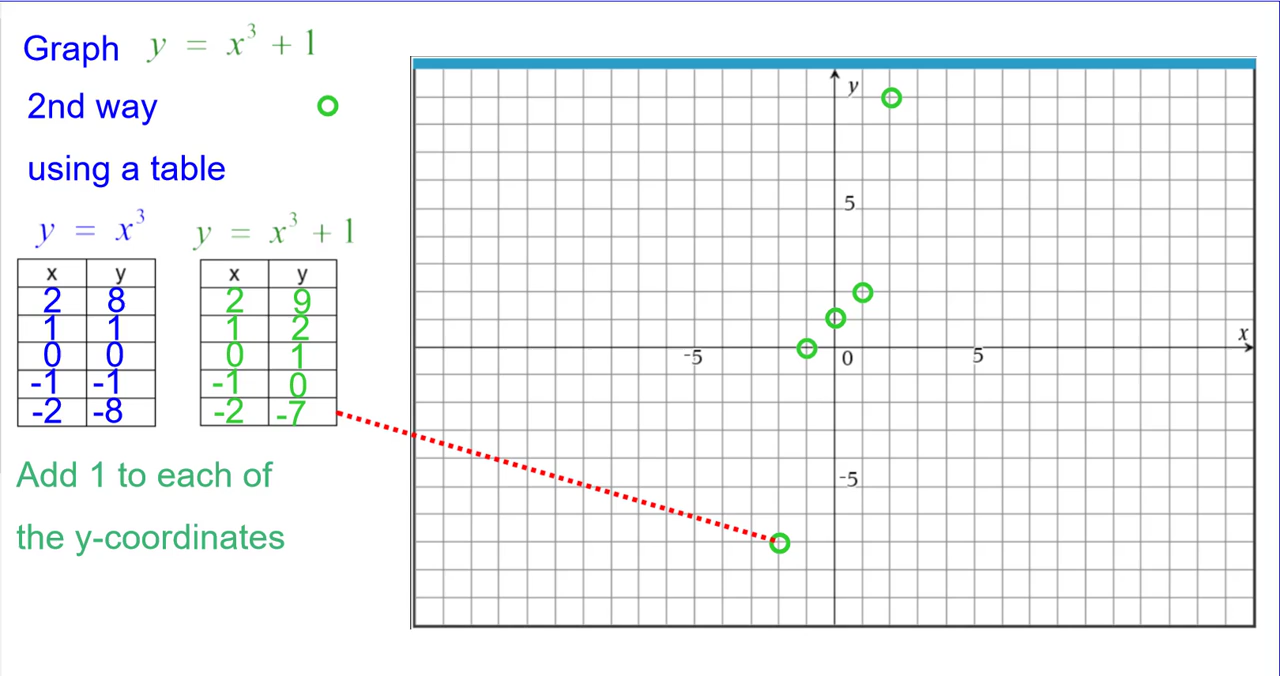 Graph y = x³ + 1
2nd way
using a table
y = x³
x y
2 8
1 1
0 0
-1 -1
-2 -8
y = x³ + 1
x y
2 9
1 2
0 1
-1 0
-2 -7
Add 1 to each of
the y-coordinates
y
5
x
-5 0 5
-5